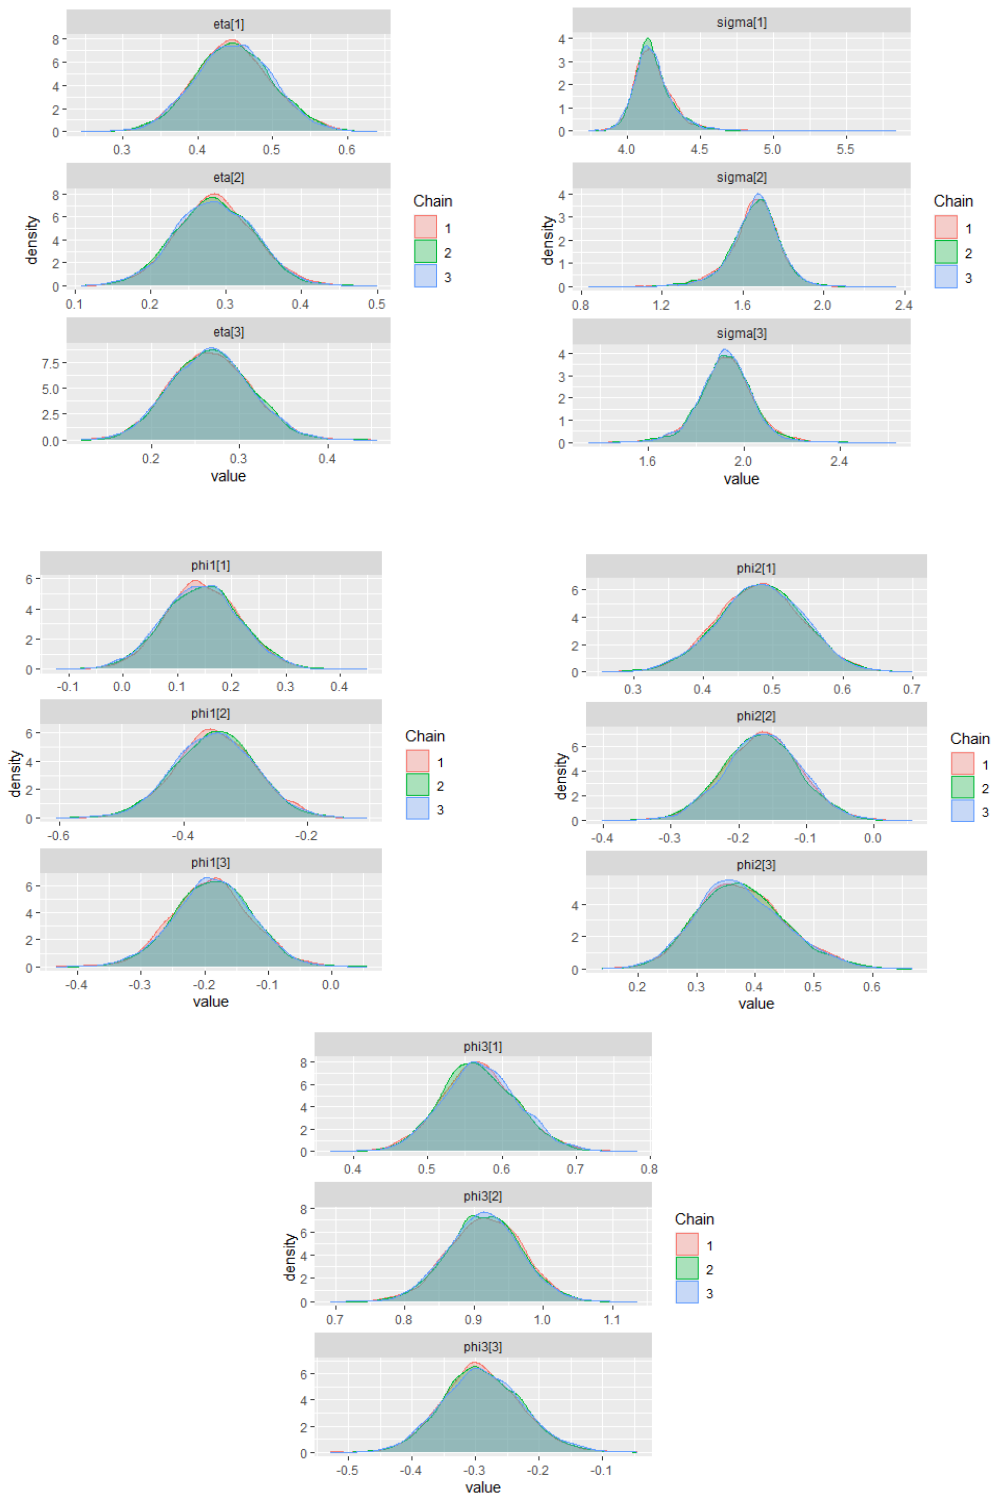 eta[1]
8
6
4
2
0
0.3 0.4 0.5 0.6
eta[2]
8
6
4
2
0
0.1 0.2 0.3 0.4 0.5
eta[3]
7.5
5.0
2.5
0.0
0.2 0.3 0.4
density
value
Chain
1
2
3
sigma[1]
4
3
2
1
0
4.0 4.5 5.0 5.5
sigma[2]
4
3
2
1
0
0.8 1.2 1.6 2.0 2.4
sigma[3]
4
3
2
1
0
1.6 2.0 2.4
density
value
Chain
1
2
3
phi1[1]
6
4
2
0
-0.1 0.0 0.1 0.2 0.3 0.4
phi1[2]
6
4
2
0
-0.6 -0.4 -0.2
phi1[3]
6
4
2
0
-0.4 -0.3 -0.2 -0.1 0.0
density
value
Chain
1
2
3
phi2[1]
6
4
2
0
0.3 0.4 0.5 0.6 0.7
phi2[2]
6
4
2
0
-0.4 -0.3 -0.2 -0.1 0.0
phi2[3]
4
2
0
0.2 0.3 0.4 0.5 0.6
density
value
Chain
1
2
3
phi3[1]
8
6
4
2
0
0.4 0.5 0.6 0.7 0.8
phi3[2]
8
6
4
2
0
0.7 0.8 0.9 1.0 1.1
phi3[3]
6
4
2
0
-0.5 -0.4 -0.3 -0.2 -0.1
density
value
Chain
1
2
3